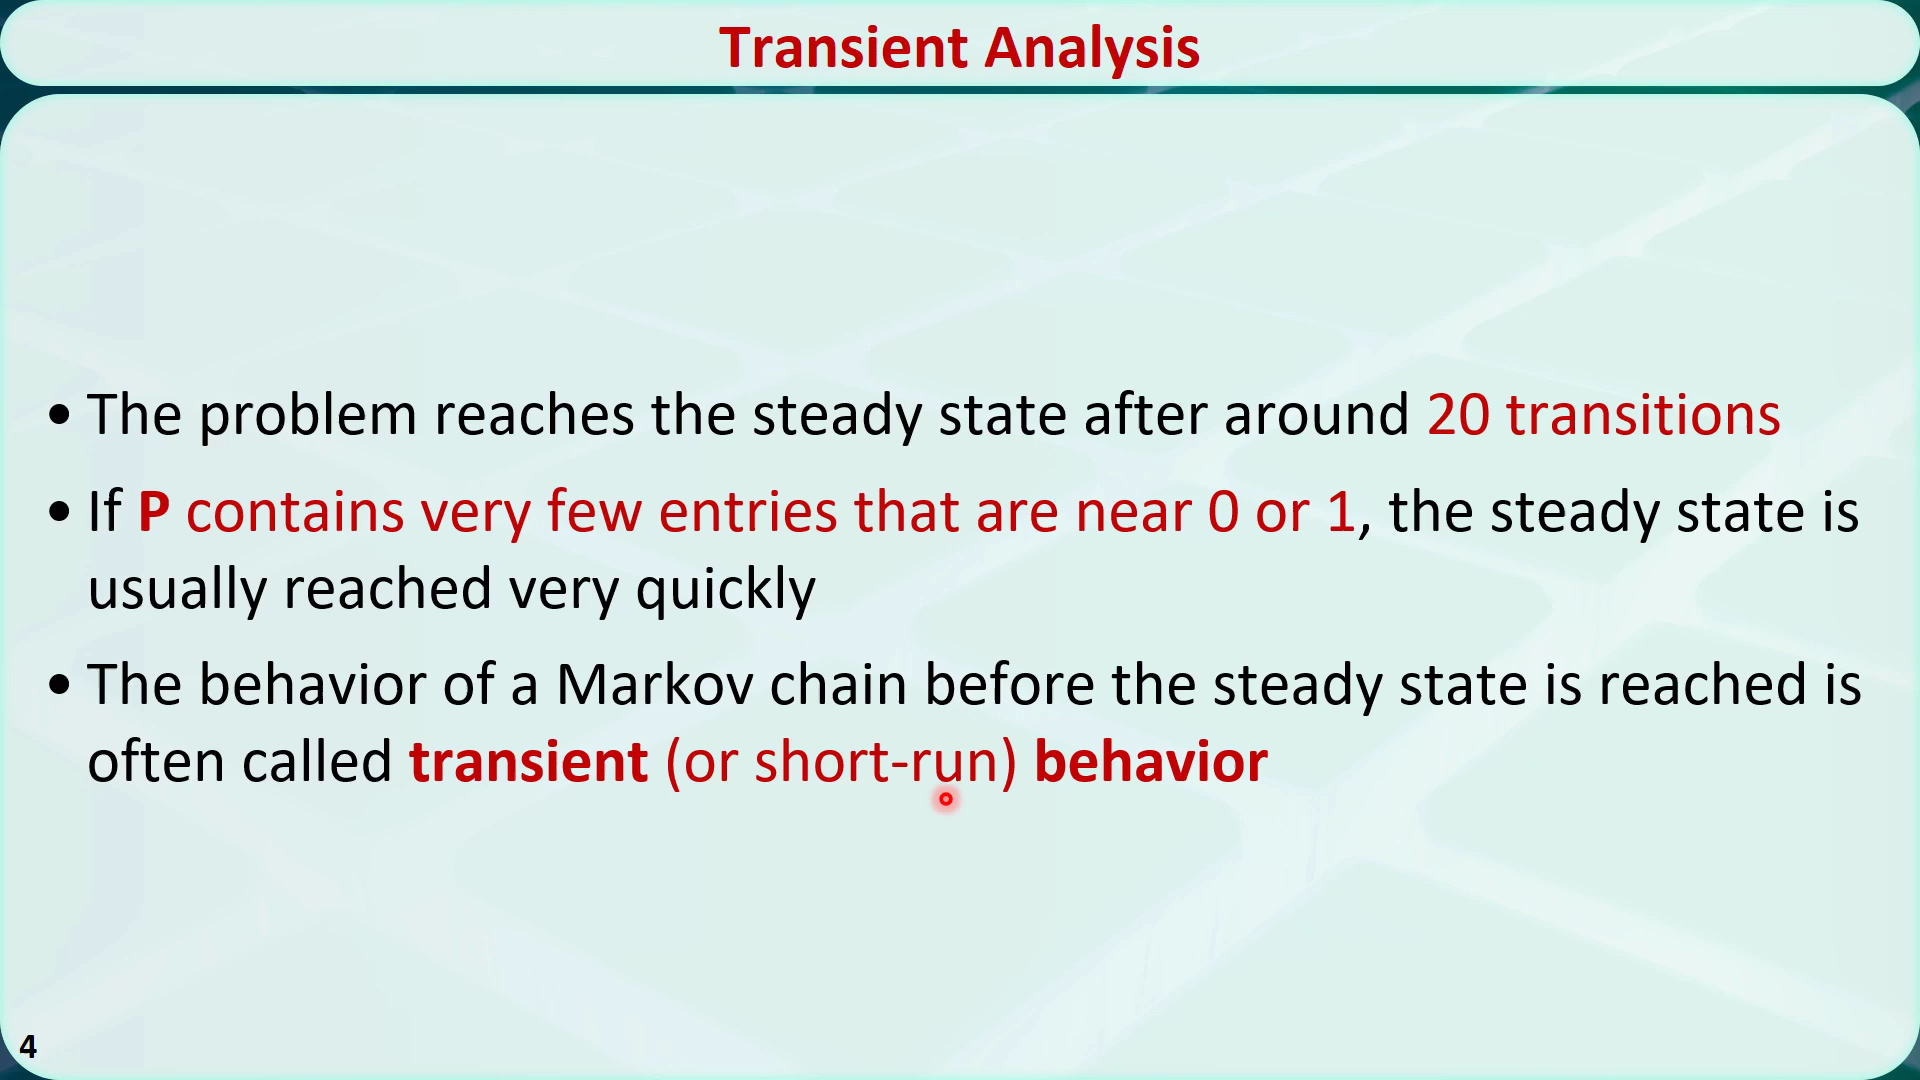 Transient Analysis
• The problem reaches the steady state after around 20 transitions
• If P contains very few entries that are near 0 or 1, the steady state is
usually reached very quickly
• The behavior of a Markov chain before the steady state is reached is
often called transient (or short-run) behavior
4